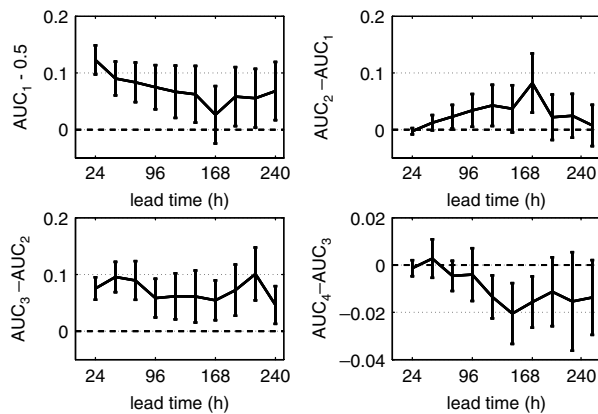 0.2
0.1
0
AUC1 - 0.5
24 96 168 240
lead time (h)
0.2
0.1
0
AUC2 –AUC1
24 96 168 240
lead time (h)
0.2
0.1
0
AUC3 –AUC2
24 96 168 240
lead time (h)
0.02
0
−0.02
−0.04
AUC4–AUC3
24 96 168 240
lead time (h)